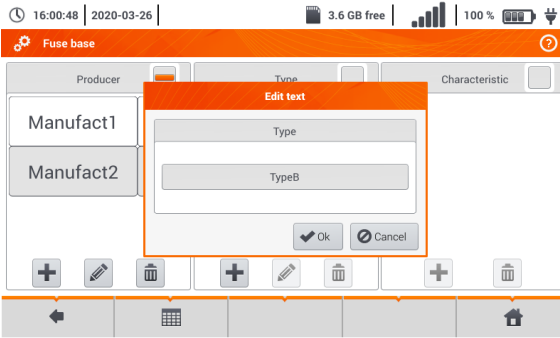 16:00:48 2020-03-26 3.6 GB free 100 %
Fuse base ?
Producer Type Characteristic
Edit text
Type
Manufact1
TypeB
Manufact2
Ok Cancel